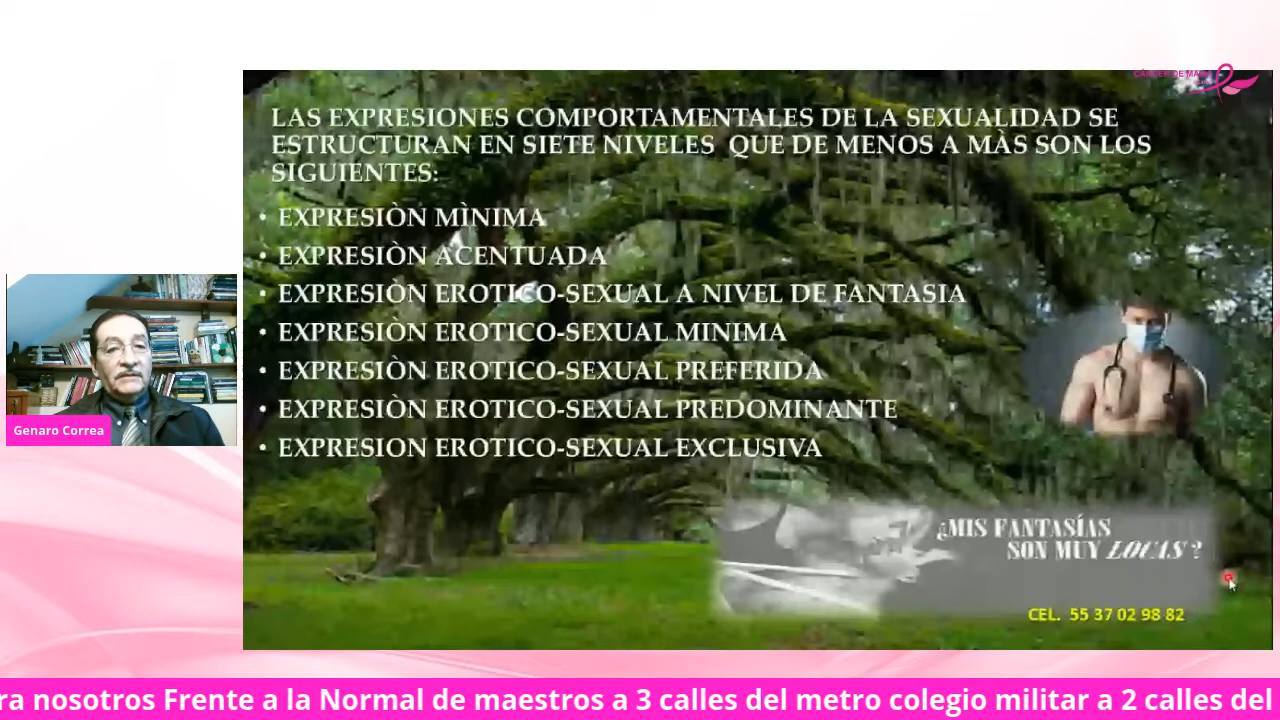 CÁNCER DE MAMA
LAS EXPRESIONES COMPORTAMENTALES DE LA SEXUALIDAD SE
ESTRUCTURAN EN SIETE NIVELES QUE DE MENOS A MÀS SON LOS
SIGUIENTES:
• EXPRESIÒN MÌNIMA
• EXPRESIÒN ACENTUADA
• EXPRESIÒN EROTICO-SEXUAL A NIVEL DE FANTASIA
• EXPRESIÒN EROTICO-SEXUAL MINIMA
• EXPRESIÒN EROTICO-SEXUAL PREFERIDA
• EXPRESIÒN EROTICO-SEXUAL PREDOMINANTE
• EXPRESION EROTICO-SEXUAL EXCLUSIVA
Genaro Correa
¿MIS FANTASÍAS
SON MUY LOCAS ?
CEL. 55 37 02 98 82
ra nosotros Frente a la Normal de maestros a 3 calles del metro colegio militar a 2 calles del